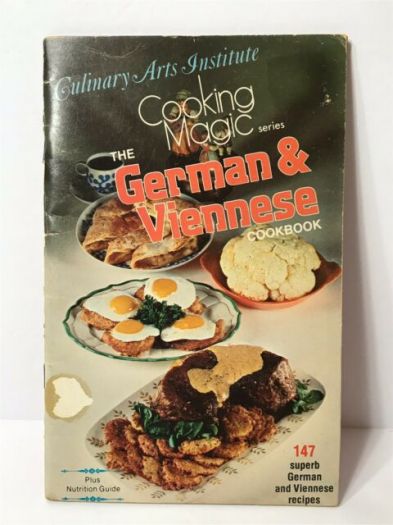 Culinary Arts Institute
Cooking
Magic series
THE
German &
Viennese
COOKBOOK
147
superb
German
and Viennese
recipes
Plus
Nutrition Guide